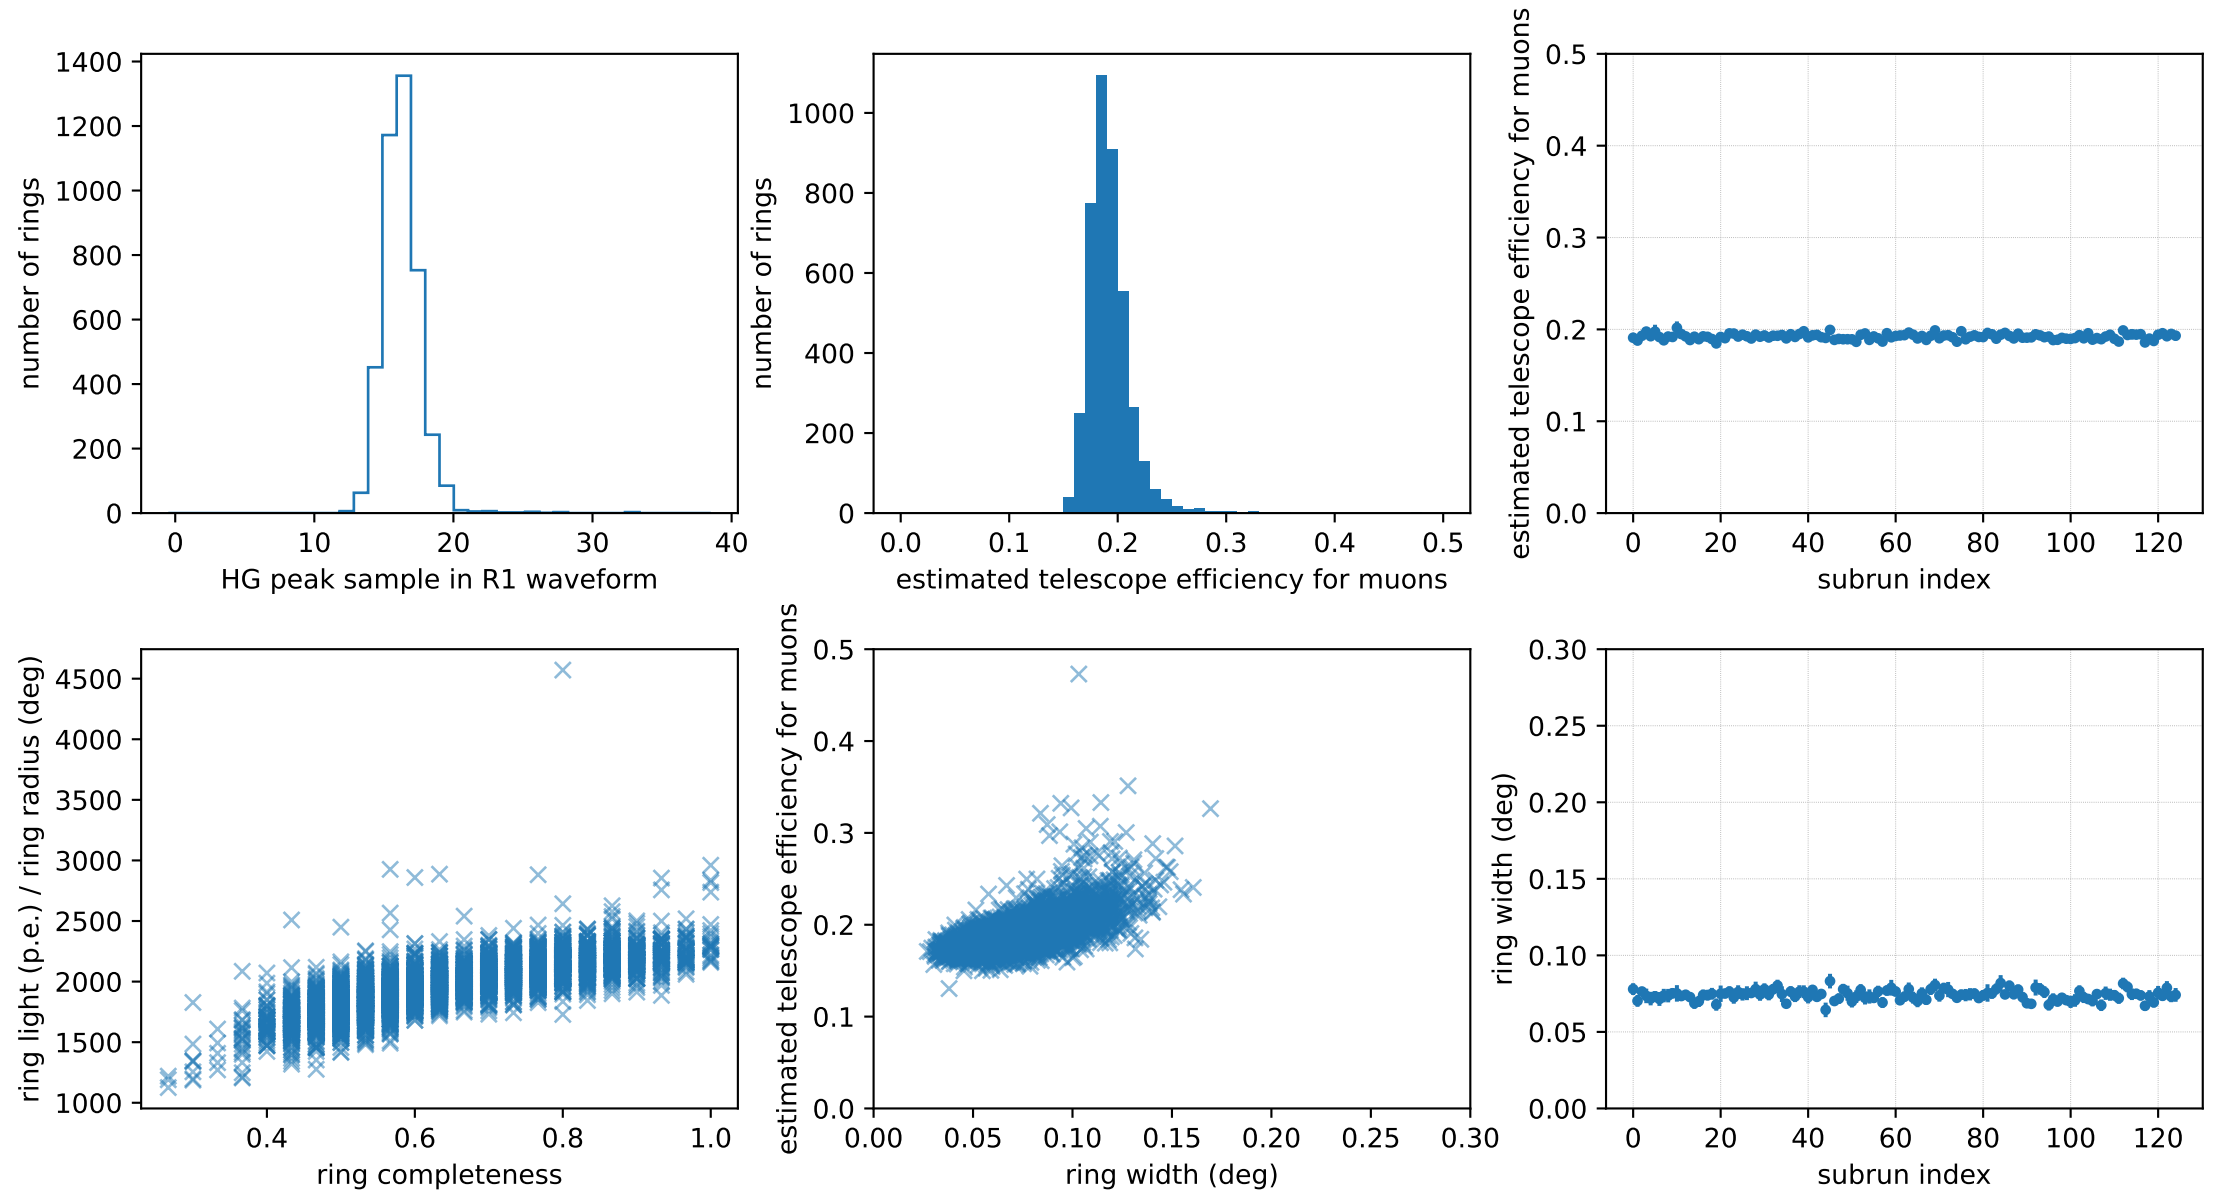 1400
1200
1000
800
600
400
200
0
number of rings
0 10 20 30 40
HG peak sample in R1 waveform
1000
800
600
400
200
0
number of rings
0.0 0.1 0.2 0.3 0.4 0.5
estimated telescope efficiency for muons
0.5
0.4
0.3
0.2
0.1
0.0
estimated telescope efficiency for muons
0 20 40 60 80 100 120
subrun index
4500
4000
3500
3000
2500
2000
1500
1000
ring light (p.e.) / ring radius (deg)
0.4 0.6 0.8 1.0
ring completeness
0.5
0.4
0.3
0.2
0.1
0.0
estimated telescope efficiency for muons
0.00 0.05 0.10 0.15 0.20 0.25 0.30
ring width (deg)
0.30
0.25
0.20
0.15
0.10
0.05
0.00
ring width (deg)
0 20 40 60 80 100 120
subrun index